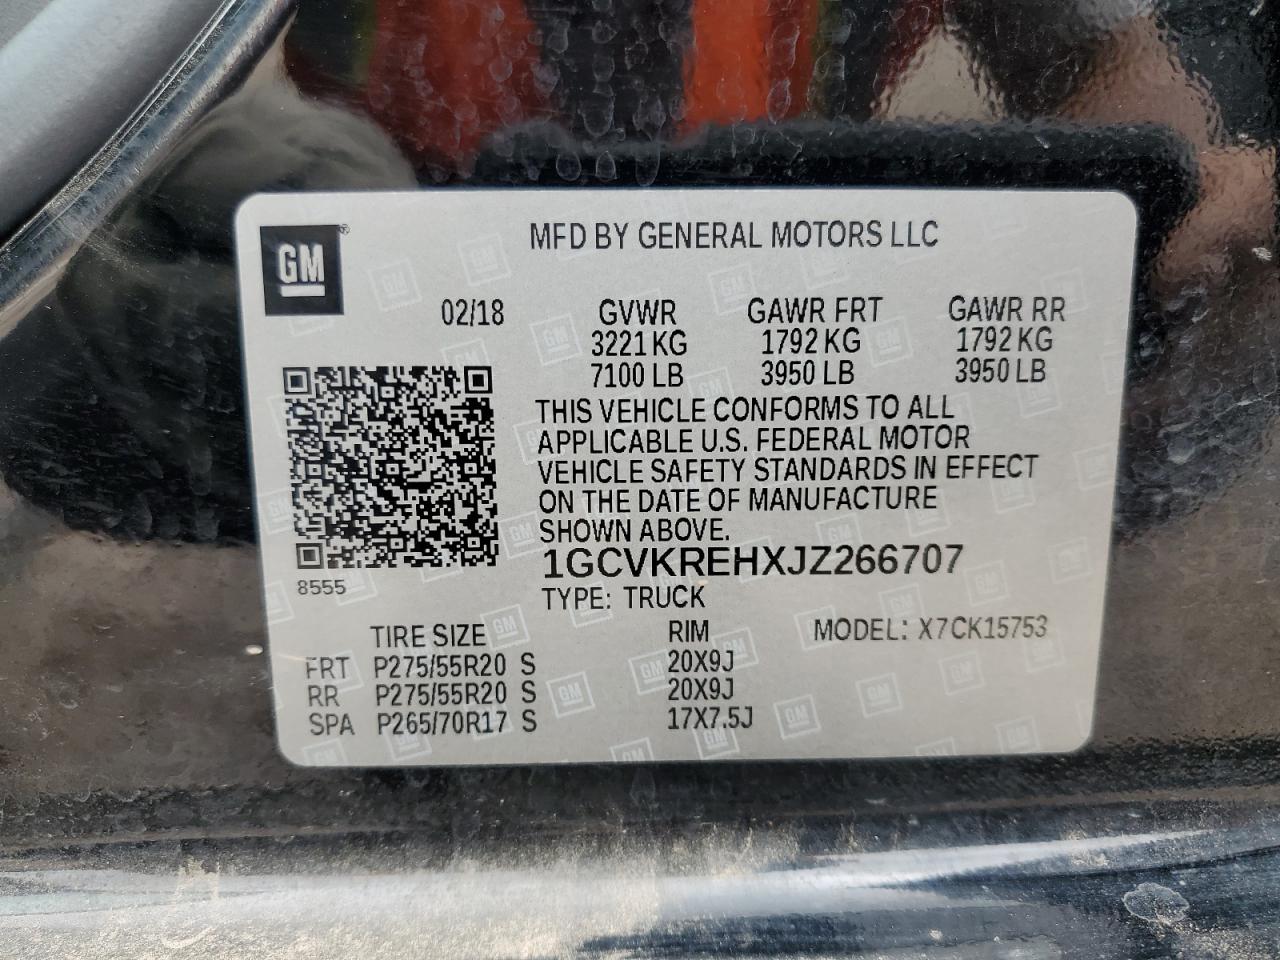 MFD BY GENERAL MOTORS LLC
GM®
02/18 GVWR GAWR FRT GAWR RR
3221 KG 1792 KG 1792 KG
7100 LB 3950 LB 3950 LB
THIS VEHICLE CONFORMS TO ALL
APPLICABLE U.S. FEDERAL MOTOR
VEHICLE SAFETY STANDARDS IN EFFECT
ON THE DATE OF MANUFACTURE
SHOWN ABOVE.
8555
1GCVKREHXJZ266707
TYPE: TRUCK
TIRE SIZE RIM MODEL: X7CK15753
FRT P275/55R20 S 20X9J
RR P275/55R20 S 20X9J
SPA P265/70R17 S 17X7.5J